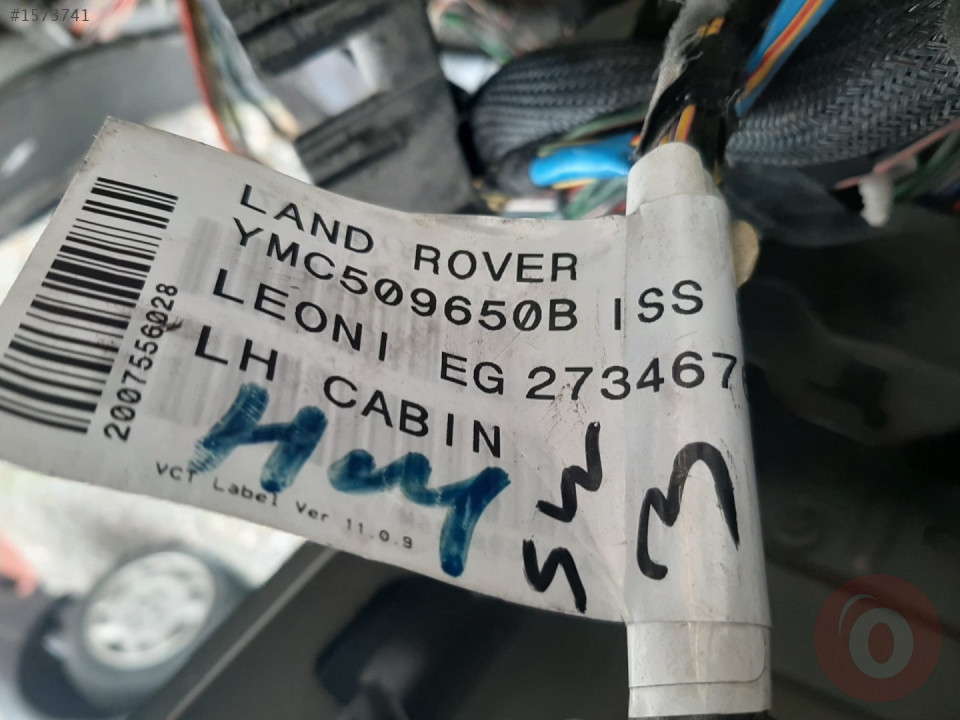 #1573741
LAND ROVER
YMC509650B ISS
LEONI EG 273467
LH CABIN
2007556028
VCT Label Ver 11.0.9
O